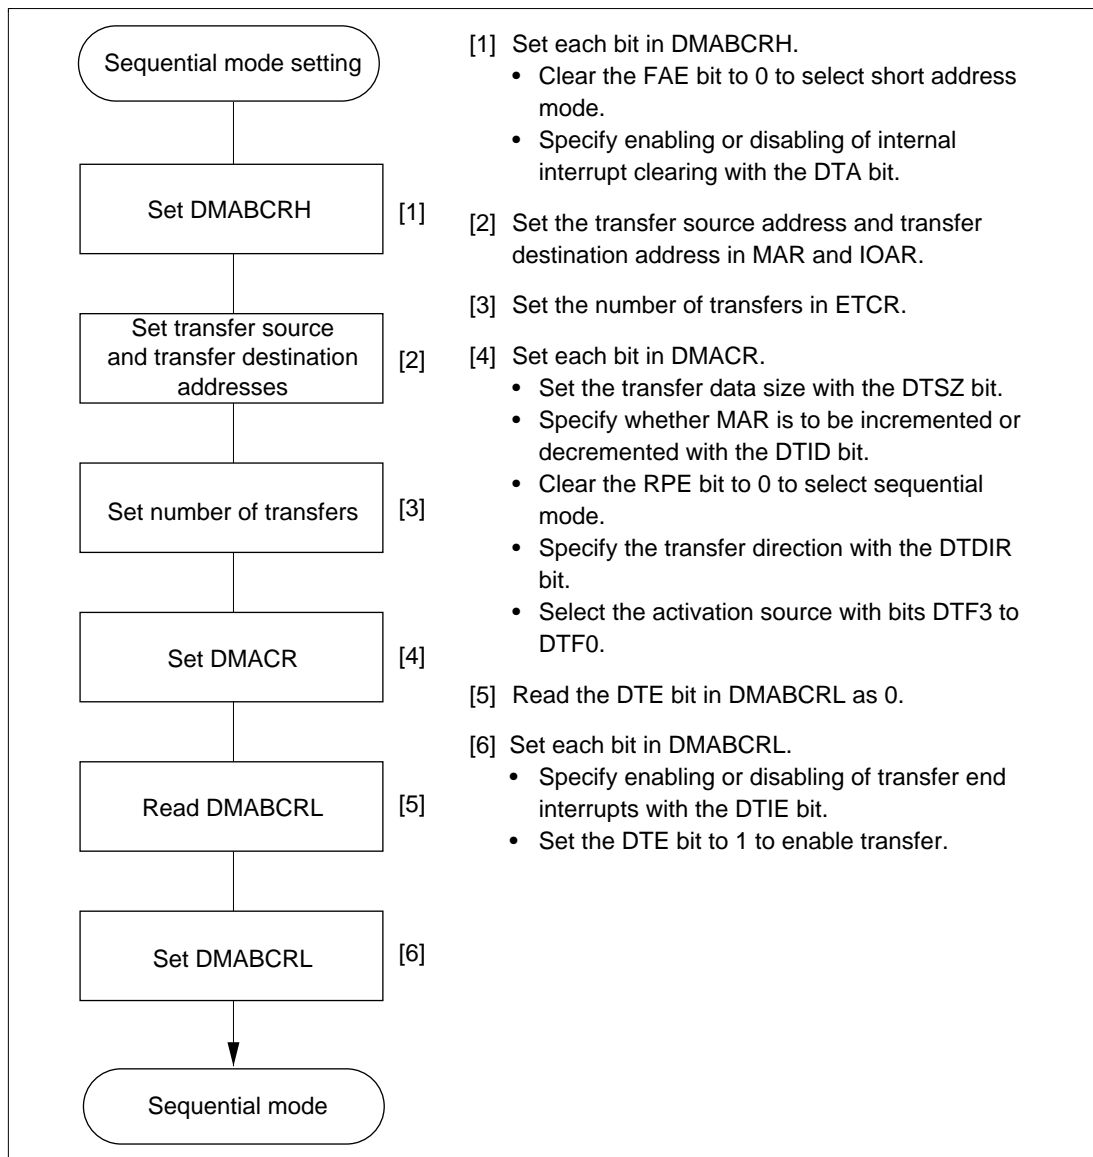 Sequential mode setting
Set DMABCRH
[1]
Set transfer source
and transfer destination
addresses
[2]
Set number of transfers
[3]
Set DMACR
[4]
Read DMABCRL
[5]
Set DMABCRL
[6]
Sequential mode
[1] Set each bit in DMABCRH.
• Clear the FAE bit to 0 to select short address
mode.
• Specify enabling or disabling of internal
interrupt clearing with the DTA bit.
[2] Set the transfer source address and transfer
destination address in MAR and IOAR.
[3] Set the number of transfers in ETCR.
[4] Set each bit in DMACR.
• Set the transfer data size with the DTSZ bit.
• Specify whether MAR is to be incremented or
decremented with the DTID bit.
• Clear the RPE bit to 0 to select sequential
mode.
• Specify the transfer direction with the DTDIR
bit.
• Select the activation source with bits DTF3 to
DTF0.
[5] Read the DTE bit in DMABCRL as 0.
[6] Set each bit in DMABCRL.
• Specify enabling or disabling of transfer end
interrupts with the DTIE bit.
• Set the DTE bit to 1 to enable transfer.